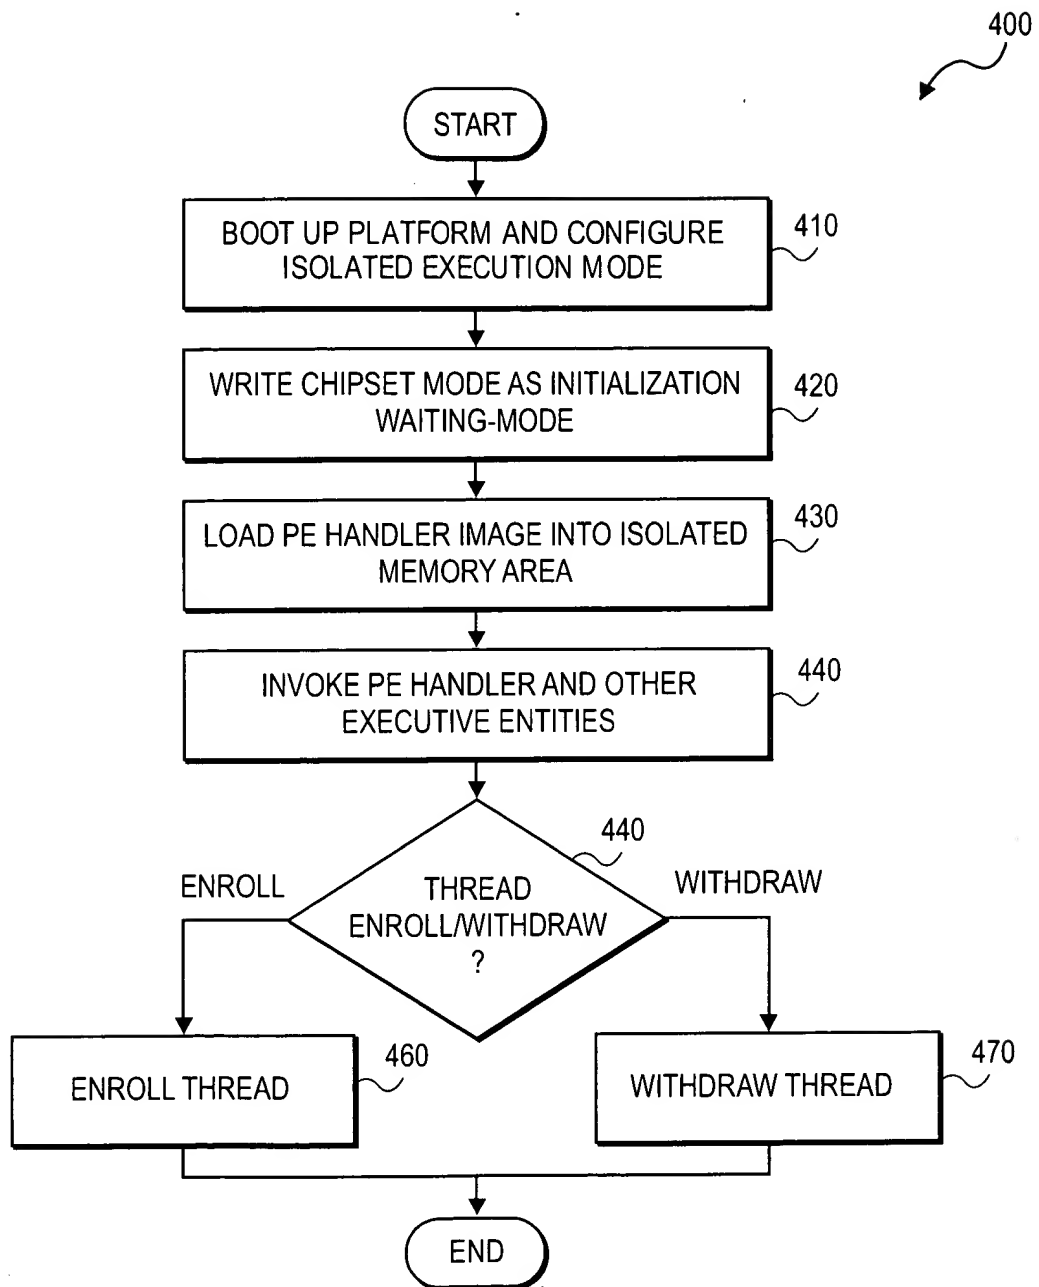 400
START
BOOT UP PLATFORM AND CONFIGURE
ISOLATED EXECUTION MODE
410
WRITE CHIPSET MODE AS INITIALIZATION
WAITING-MODE
420
LOAD PE HANDLER IMAGE INTO ISOLATED
MEMORY AREA
430
INVOKE PE HANDLER AND OTHER
EXECUTIVE ENTITIES
440
440
ENROLL
THREAD
ENROLL/WITHDRAW
?
WITHDRAW
ENROLL THREAD
460
WITHDRAW THREAD
470
END